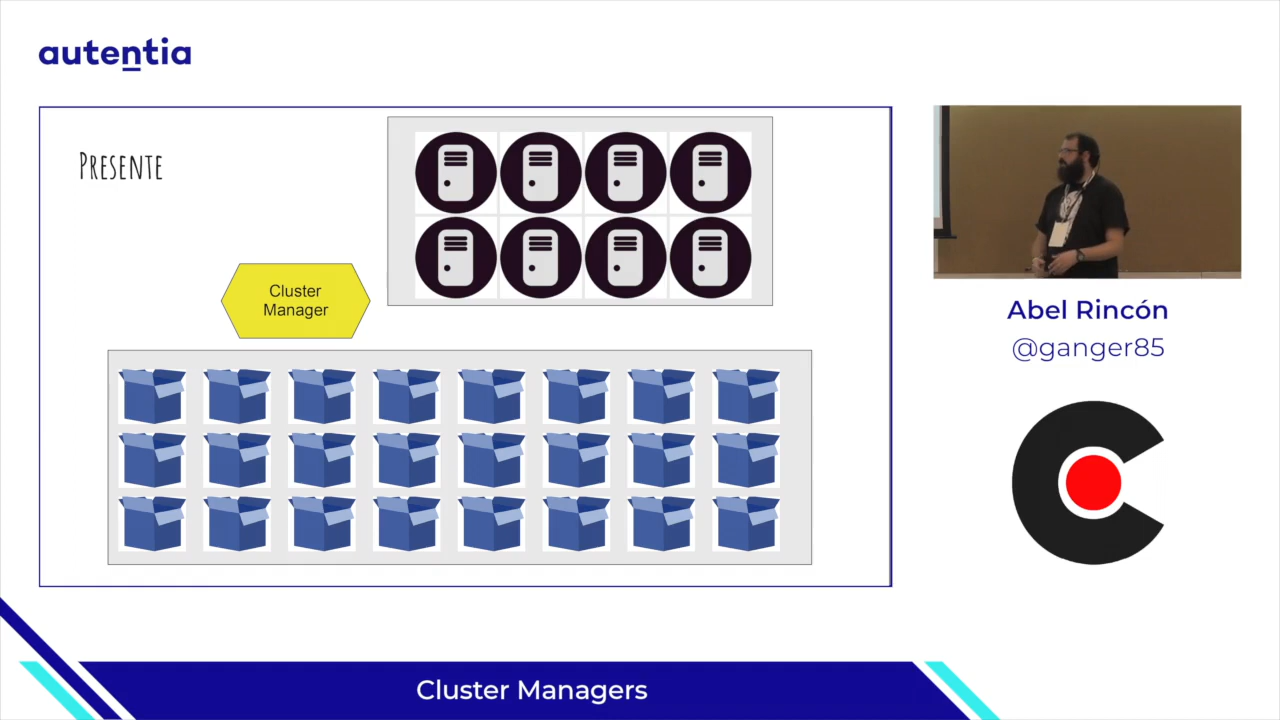 autentia
Presente
Cluster
Manager
Abel Rincón
@ganger85
Cluster Managers